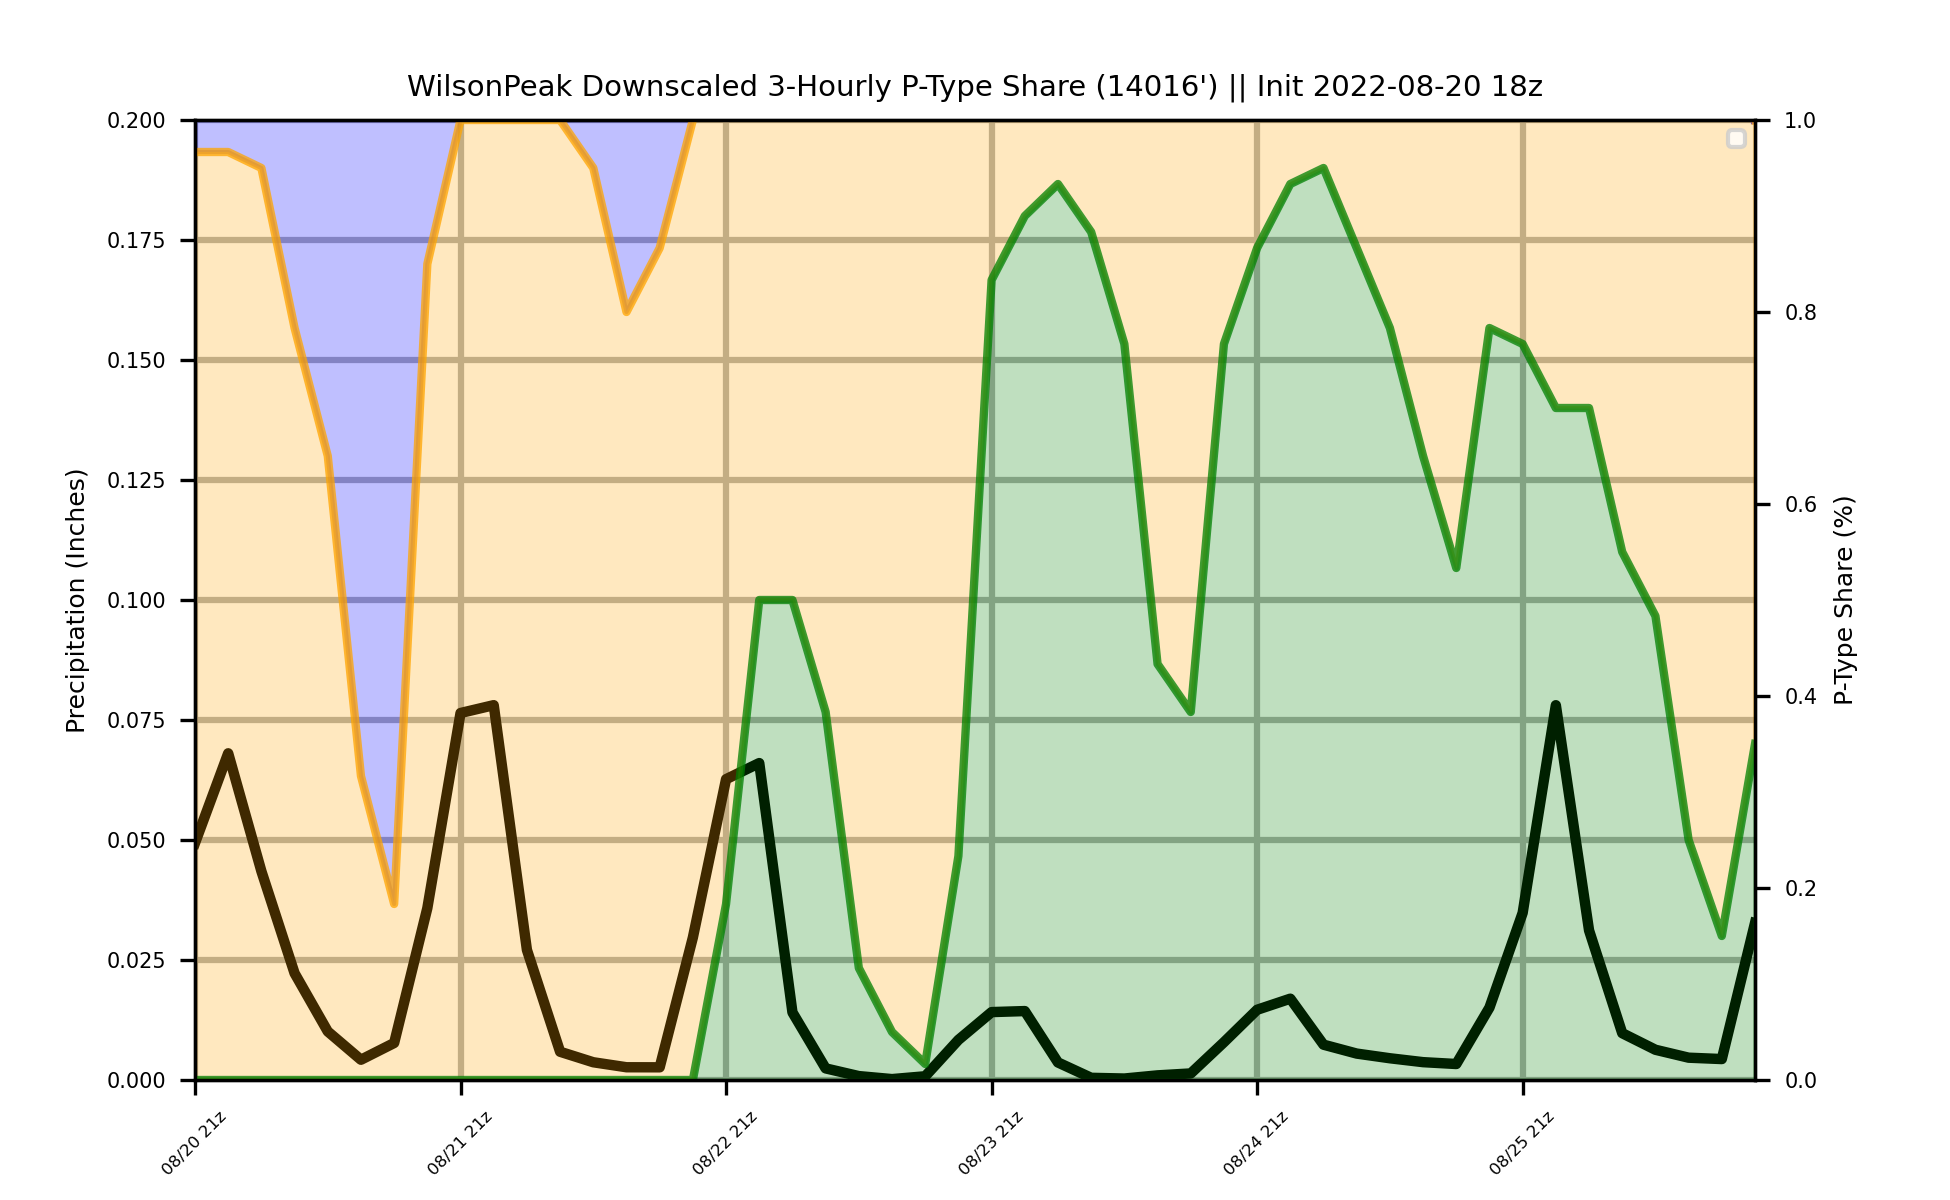 WilsonPeak Downscaled 3-Hourly P-Type Share (14016') || Init 2022-08-20 18z
Precipitation (Inches)
0.200
0.175
0.150
0.125
0.100
0.075
0.050
0.025
0.000
1.0
0.8
0.6
0.4
0.2
0.0
P-Type Share (%)
08/20 21z
08/21 21z
08/22 21z
08/23 21z
08/24 21z
08/25 21z